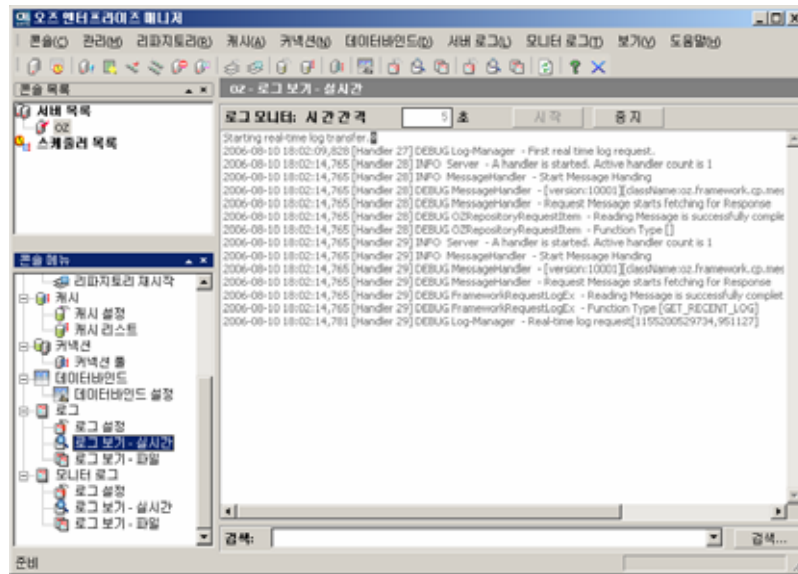 오즈 엔터프라이즈 매니저
콘솔(C) 관리(M) 리파지토리(R) 캐시(A) 커넥션(N) 데이터바인드(D) 서버 로그(L) 모니터 로그(T) 보기(V) 도움말(H)
콘솔 목록
서버 목록
oz
스케줄러 목록
콘솔 메뉴
리파지토리 재시작
캐시
캐시 설정
캐시 리스트
커넥션
커넥션 풀
데이터바인드
데이터바인드 설정
로그
로그 설정
로그 보기 - 실시간
로그 보기 - 파일
모니터 로그
로그 설정
로그 보기 - 실시간
로그 보기 - 파일
oz - 로그 보기 - 실시간
로그 모니터: 시간 간격 5 초 시작 중지
Starting real-time log transfer.
2006-08-10 18:02:09,828 [Handler 27] DEBUG Log-Manager - First real time log request.
2006-08-10 18:02:14,765 [Handler 28] INFO Server - A handler is started. Active handler count is 1
2006-08-10 18:02:14,765 [Handler 28] INFO MessageHandler - Start Message Handing
2006-08-10 18:02:14,765 [Handler 28] DEBUG MessageHandler - [version:10001][className:oz.framework.cp.mes
2006-08-10 18:02:14,765 [Handler 28] DEBUG MessageHandler - Request Message starts fetching for Response
2006-08-10 18:02:14,765 [Handler 28] DEBUG OZRepositoryRequestItem - Reading Message is successfully comple
2006-08-10 18:02:14,765 [Handler 28] DEBUG OZRepositoryRequestItem - Function Type []
2006-08-10 18:02:14,765 [Handler 29] INFO Server - A handler is started. Active handler count is 1
2006-08-10 18:02:14,765 [Handler 29] INFO MessageHandler - Start Message Handing
2006-08-10 18:02:14,765 [Handler 29] DEBUG MessageHandler - [version:10001][className:oz.framework.cp.mes
2006-08-10 18:02:14,765 [Handler 29] DEBUG MessageHandler - Request Message starts fetching for Response
2006-08-10 18:02:14,765 [Handler 29] DEBUG FrameworkRequestLogEx - Reading Message is successfully complet
2006-08-10 18:02:14,765 [Handler 29] DEBUG FrameworkRequestLogEx - Function Type [GET_RECENT_LOG]
2006-08-10 18:02:14,781 [Handler 29] DEBUG Log-Manager - Real-time log request[1155200529734,951127]
검색: 검색...
준비